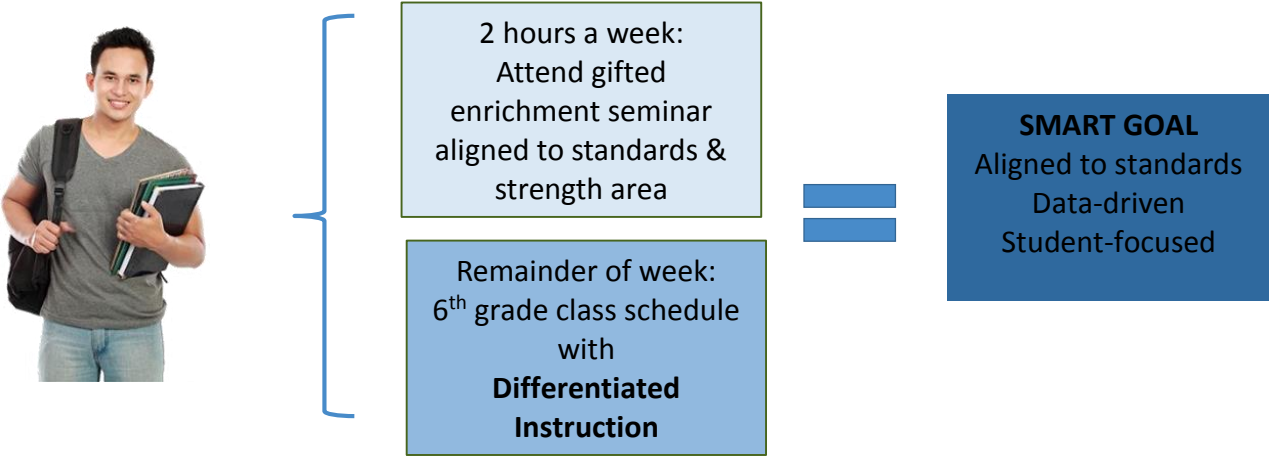 2 hours a week:
Attend gifted
enrichment seminar
aligned to standards &
strength area
Remainder of week:
6th grade class schedule
with
Differentiated
Instruction
SMART GOAL
Aligned to standards
Data-driven
Student-focused